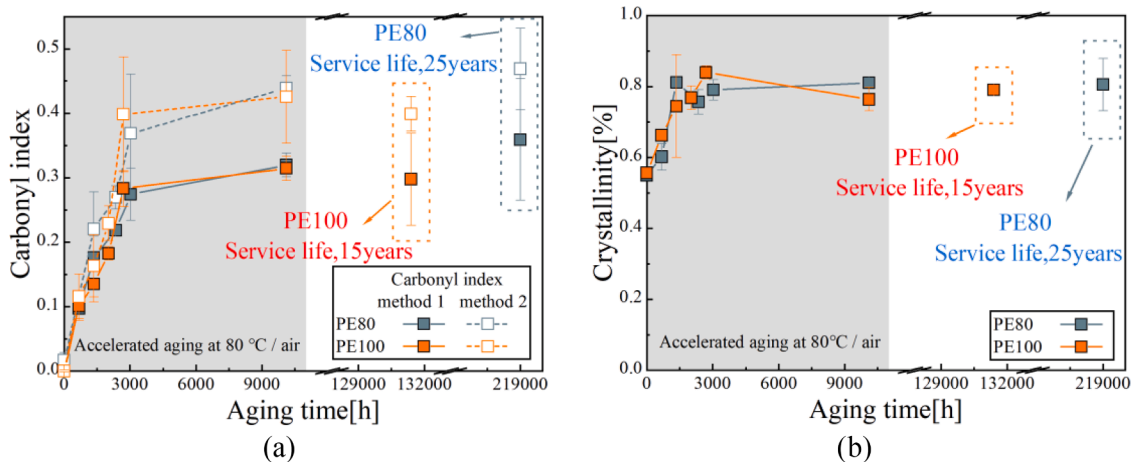 (a)
0.5
0.4
0.3
0.2
0.1
0.0
Carbonyl index
PE80
Service life,25years
PE100
Service life,15years
Carbonyl index
method 1 method 2
PE80
PE100
Accelerated aging at 80 °C / air
0 3000 6000 9000 129000 132000 219000
Aging time[h]
(a)
(b)
1.0
0.8
0.6
0.4
0.2
0.0
Crystallinity[%]
PE100
Service life,15years
PE80
Service life,25years
PE80
PE100
Accelerated aging at 80°C / air
0 3000 6000 9000 129000 132000 219000
Aging time[h]
(b)